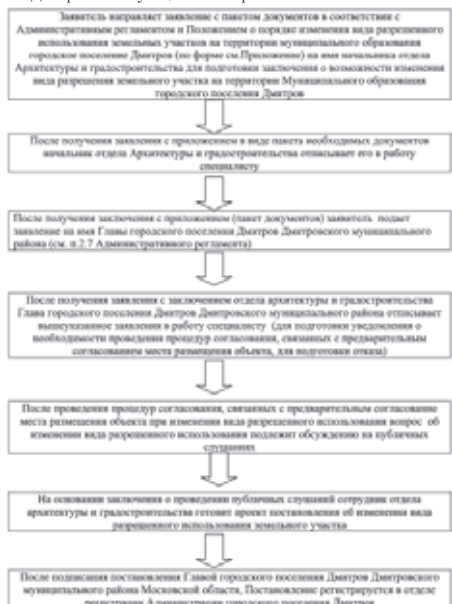 Заявитель направляет заявление с пакетом документов в соответствии с
Административным регламентом и Положением о порядке изменения вида разрешенного
использования земельных участков на территории муниципального образования
городское поселение Дмитров (по форме см.Приложение) на имя начальника отдела
Архитектуры и градостроительства для подготовки заключения о возможности изменения
вида разрешения земельного участка на территории Муниципального образования
городского поселения Дмитров
После получения заявления с приложением в виде пакета необходимых документов
начальник отдела Архитектуры и градостроительства отписывает его в работу
специалисту
После получения заключения с приложением (пакет документов) заявитель подает
заявление на имя Главы городского поселения Дмитров Дмитровского муниципального
района (см. п.2.7 Административного регламента)
После получения заявления с заключением отдела архитектуры и градостроительства
Глава городского поселения Дмитров Дмитровского муниципального района отписывает
вышеуказанное заявления в работу специалисту (для подготовки уведомления о
необходимости проведения процедур согласования, связанных с предварительным
согласованием места размещения объекта, для подготовки отказа)
После проведения процедур согласования, связанных с предварительным согласование
места размещения объекта при изменения вида разрешенного использования вопрос об
изменении вида разрешенного использования подлежит обсуждению на публичных
слушаниях
На основании заключения о проведении публичных слушаний сотрудник отдела
архитектуры и градостроительства готовит проект постановления об изменении вида
разрешенного использования земельного участка
После подписания постановления Главой городского поселения Дмитров Дмитровского
муниципального района Московской области, Постановление регистрируется в отделе
регистрации Администрации городского поселения Дмитров